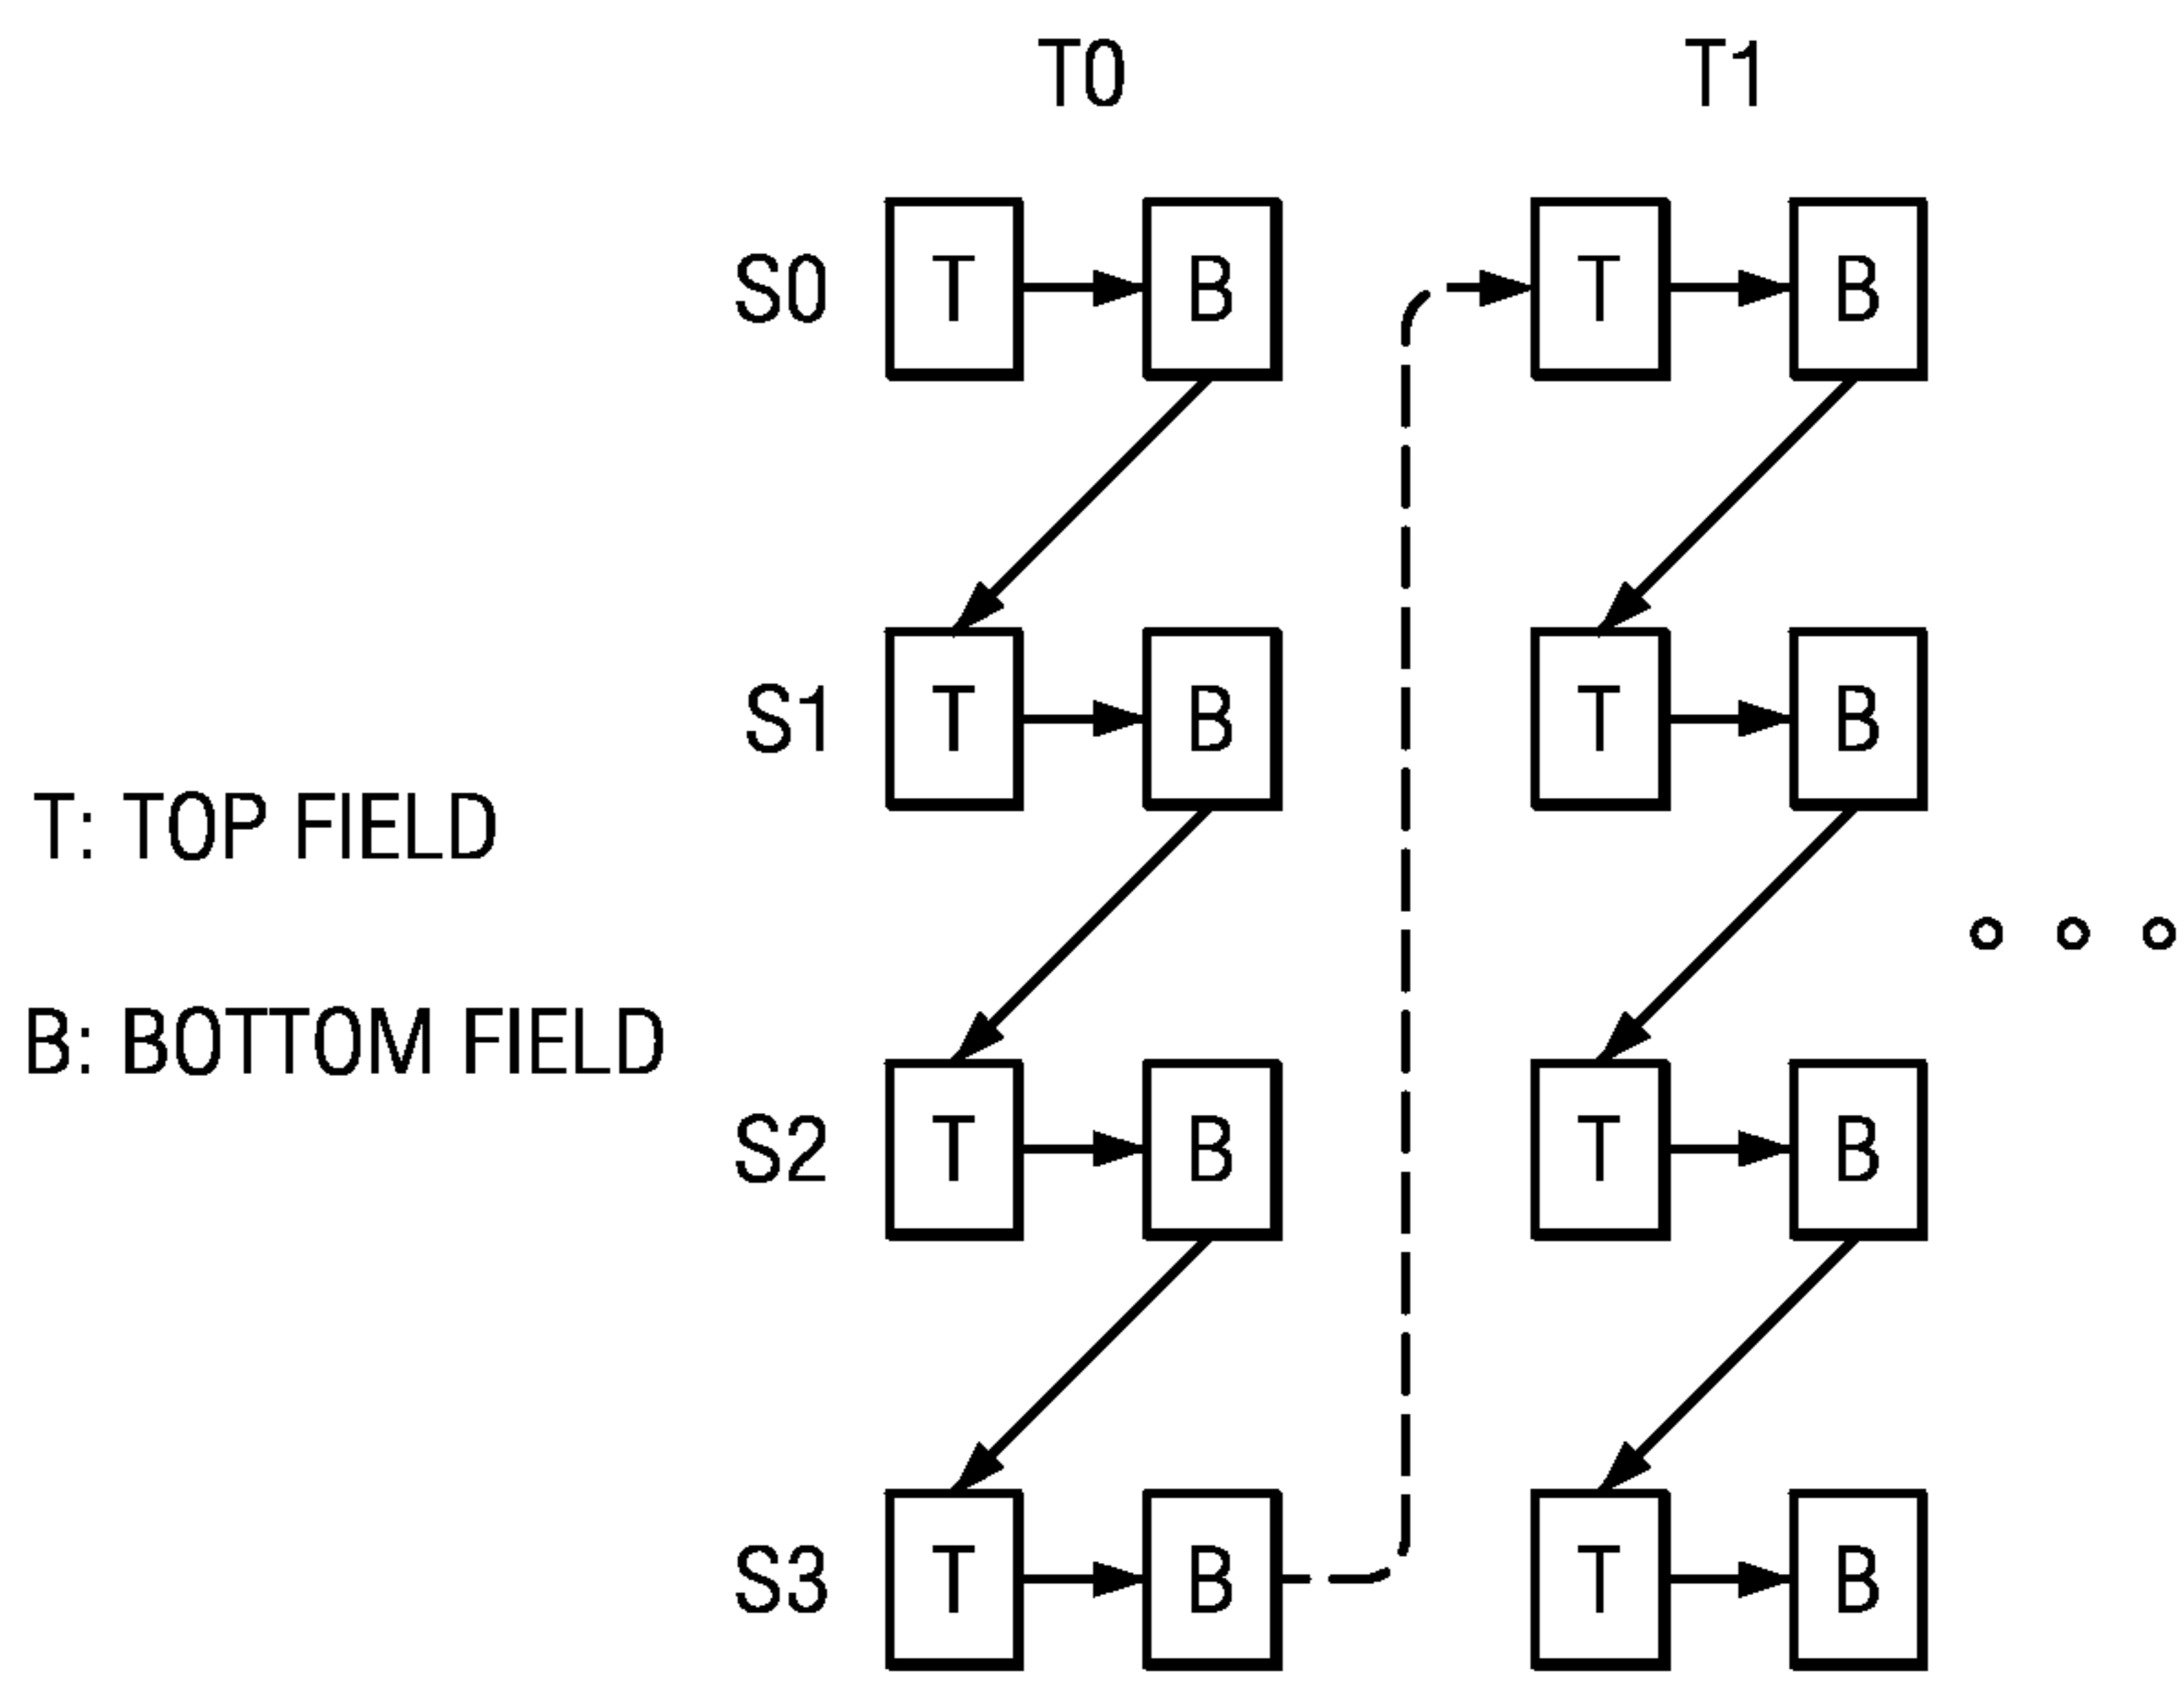 T0 T1
S0 T B T B
S1 T B T B
T: TOP FIELD
B: BOTTOM FIELD
S2 T B T B
S3 T B T B